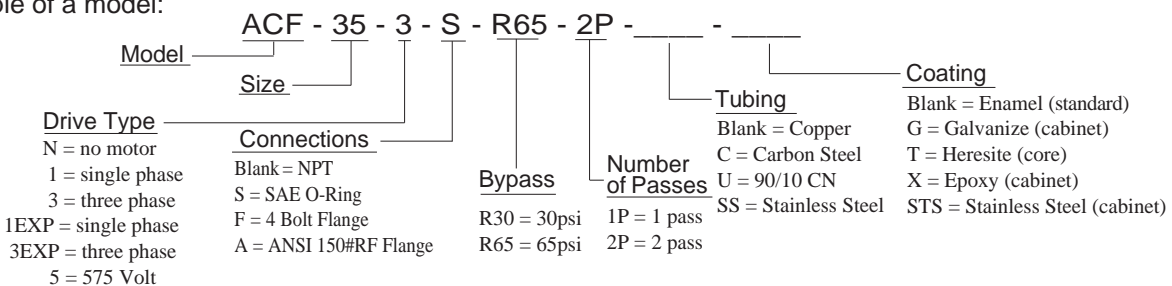 ole of a model:
ACF - 35 - 3 - S - R65 - 2P -____ - ____
Model
Size
Drive Type
N = no motor
1 = single phase
3 = three phase
1EXP = single phase
3EXP = three phase
5 = 575 Volt
Connections
Blank = NPT
S = SAE O-Ring
F = 4 Bolt Flange
A = ANSI 150#RF Flange
Bypass
R30 = 30psi
R65 = 65psi
Number
of Passes
1P = 1 pass
2P = 2 pass
Tubing
Blank = Copper
C = Carbon Steel
U = 90/10 CN
SS = Stainless Steel
Coating
Blank = Enamel (standard)
G = Galvanize (cabinet)
T = Heresite (core)
X = Epoxy (cabinet)
STS = Stainless Steel (cabinet)